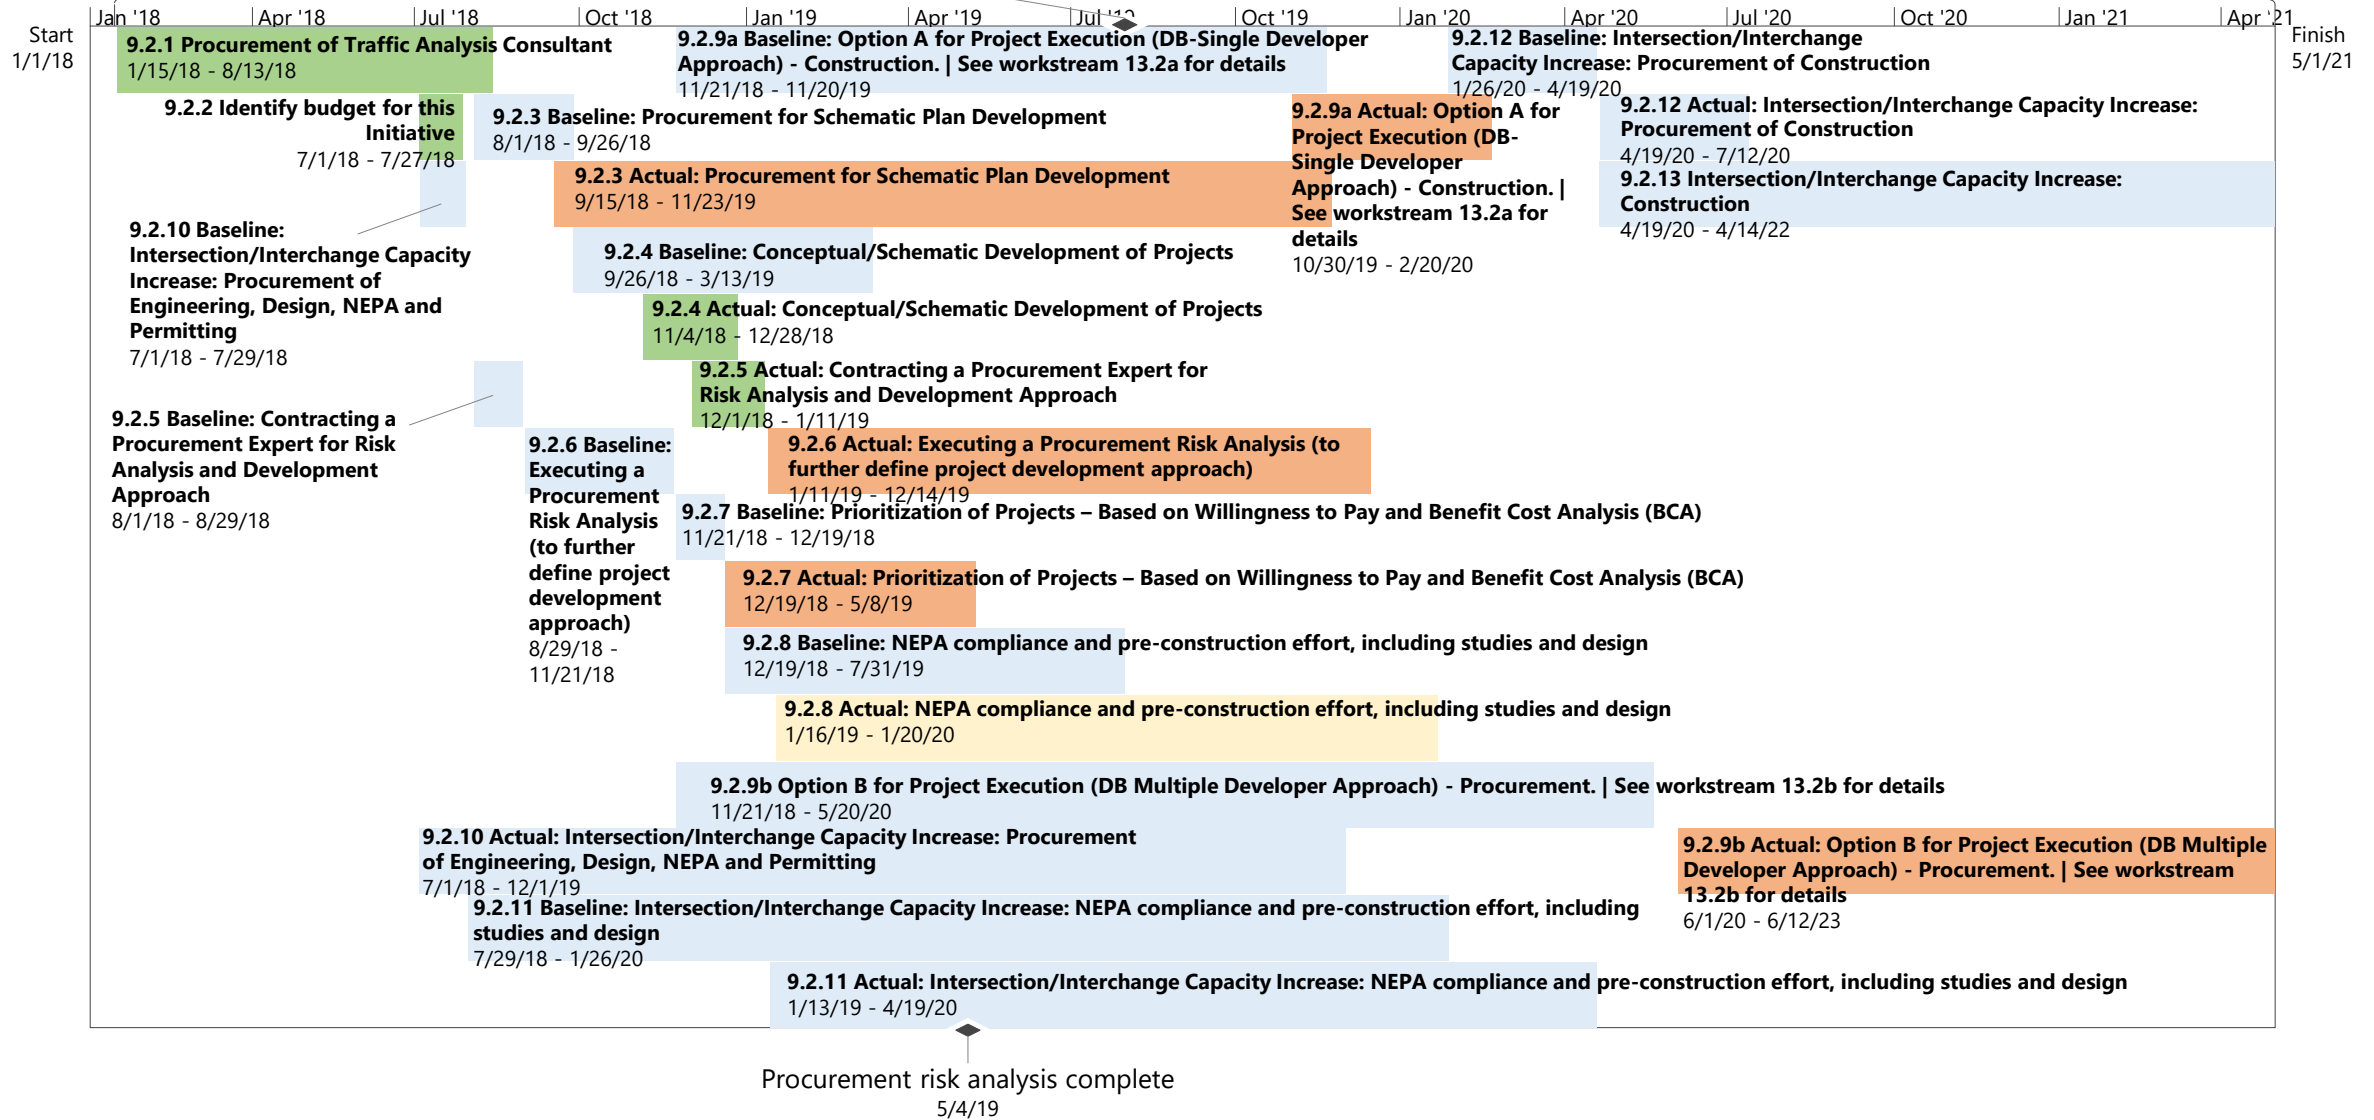 Jan '18
Apr '18
Jul '18
Oct '18
Jan '19
Apr '19
Jul '19
Oct '19
Jan '20
Apr '20
Jul '20
Oct '20
Jan '21
Apr '21
Start
1/1/18
Finish
5/1/21
9.2.1 Procurement of Traffic Analysis Consultant
1/15/18 - 8/13/18
9.2.9a Baseline: Option A for Project Execution (DB-Single Developer
Approach) - Construction. | See workstream 13.2a for details
11/21/18 - 11/20/19
9.2.12 Baseline: Intersection/Interchange
Capacity Increase: Procurement of Construction
1/26/20 - 4/19/20
9.2.2 Identify budget for this
Initiative
7/1/18 - 7/27/18
9.2.3 Baseline: Procurement for Schematic Plan Development
8/1/18 - 9/26/18
9.2.9a Actual: Option A for
Project Execution (DB-
Single Developer
Approach) - Construction. |
See workstream 13.2a for
details
10/30/19 - 2/20/20
9.2.12 Actual: Intersection/Interchange Capacity Increase:
Procurement of Construction
4/19/20 - 7/12/20
9.2.3 Actual: Procurement for Schematic Plan Development
9/15/18 - 11/23/19
9.2.13 Intersection/Interchange Capacity Increase:
Construction
4/19/20 - 4/14/22
9.2.10 Baseline:
Intersection/Interchange Capacity
Increase: Procurement of
Engineering, Design, NEPA and
Permitting
7/1/18 - 7/29/18
9.2.4 Baseline: Conceptual/Schematic Development of Projects
9/26/18 - 3/13/19
9.2.4 Actual: Conceptual/Schematic Development of Projects
11/4/18 - 12/28/18
9.2.5 Actual: Contracting a Procurement Expert for
Risk Analysis and Development Approach
12/1/18 - 1/11/19
9.2.5 Baseline: Contracting a
Procurement Expert for Risk
Analysis and Development
Approach
8/1/18 - 8/29/18
9.2.6 Baseline:
Executing a
Procurement
Risk Analysis
(to further
define project
development
approach)
8/29/18 -
11/21/18
9.2.6 Actual: Executing a Procurement Risk Analysis (to
further define project development approach)
1/11/19 - 12/14/19
9.2.7 Baseline: Prioritization of Projects – Based on Willingness to Pay and Benefit Cost Analysis (BCA)
11/21/18 - 12/19/18
9.2.7 Actual: Prioritization of Projects – Based on Willingness to Pay and Benefit Cost Analysis (BCA)
12/19/18 - 5/8/19
9.2.8 Baseline: NEPA compliance and pre-construction effort, including studies and design
12/19/18 - 7/31/19
9.2.8 Actual: NEPA compliance and pre-construction effort, including studies and design
1/16/19 - 1/20/20
9.2.9b Option B for Project Execution (DB Multiple Developer Approach) - Procurement. | See workstream 13.2b for details
11/21/18 - 5/20/20
9.2.10 Actual: Intersection/Interchange Capacity Increase: Procurement
of Engineering, Design, NEPA and Permitting
7/1/18 - 12/1/19
9.2.9b Actual: Option B for Project Execution (DB Multiple
Developer Approach) - Procurement. | See workstream
13.2b for details
6/1/20 - 6/12/23
9.2.11 Baseline: Intersection/Interchange Capacity Increase: NEPA compliance and pre-construction effort, including
studies and design
7/29/18 - 1/26/20
9.2.11 Actual: Intersection/Interchange Capacity Increase: NEPA compliance and pre-construction effort, including studies and design
1/13/19 - 4/19/20
Procurement risk analysis complete
5/4/19